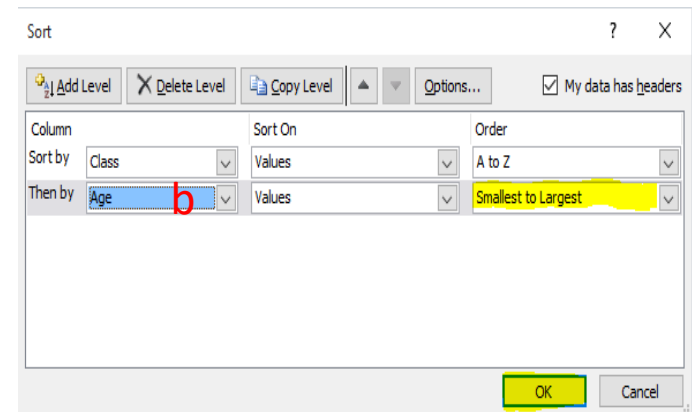 Sort ? X
Add Level Delete Level Copy Level Options... My data has headers
Column Sort On Order
Sort by Class Values A to Z
Then by Age b Values Smallest to Largest
OK Cancel